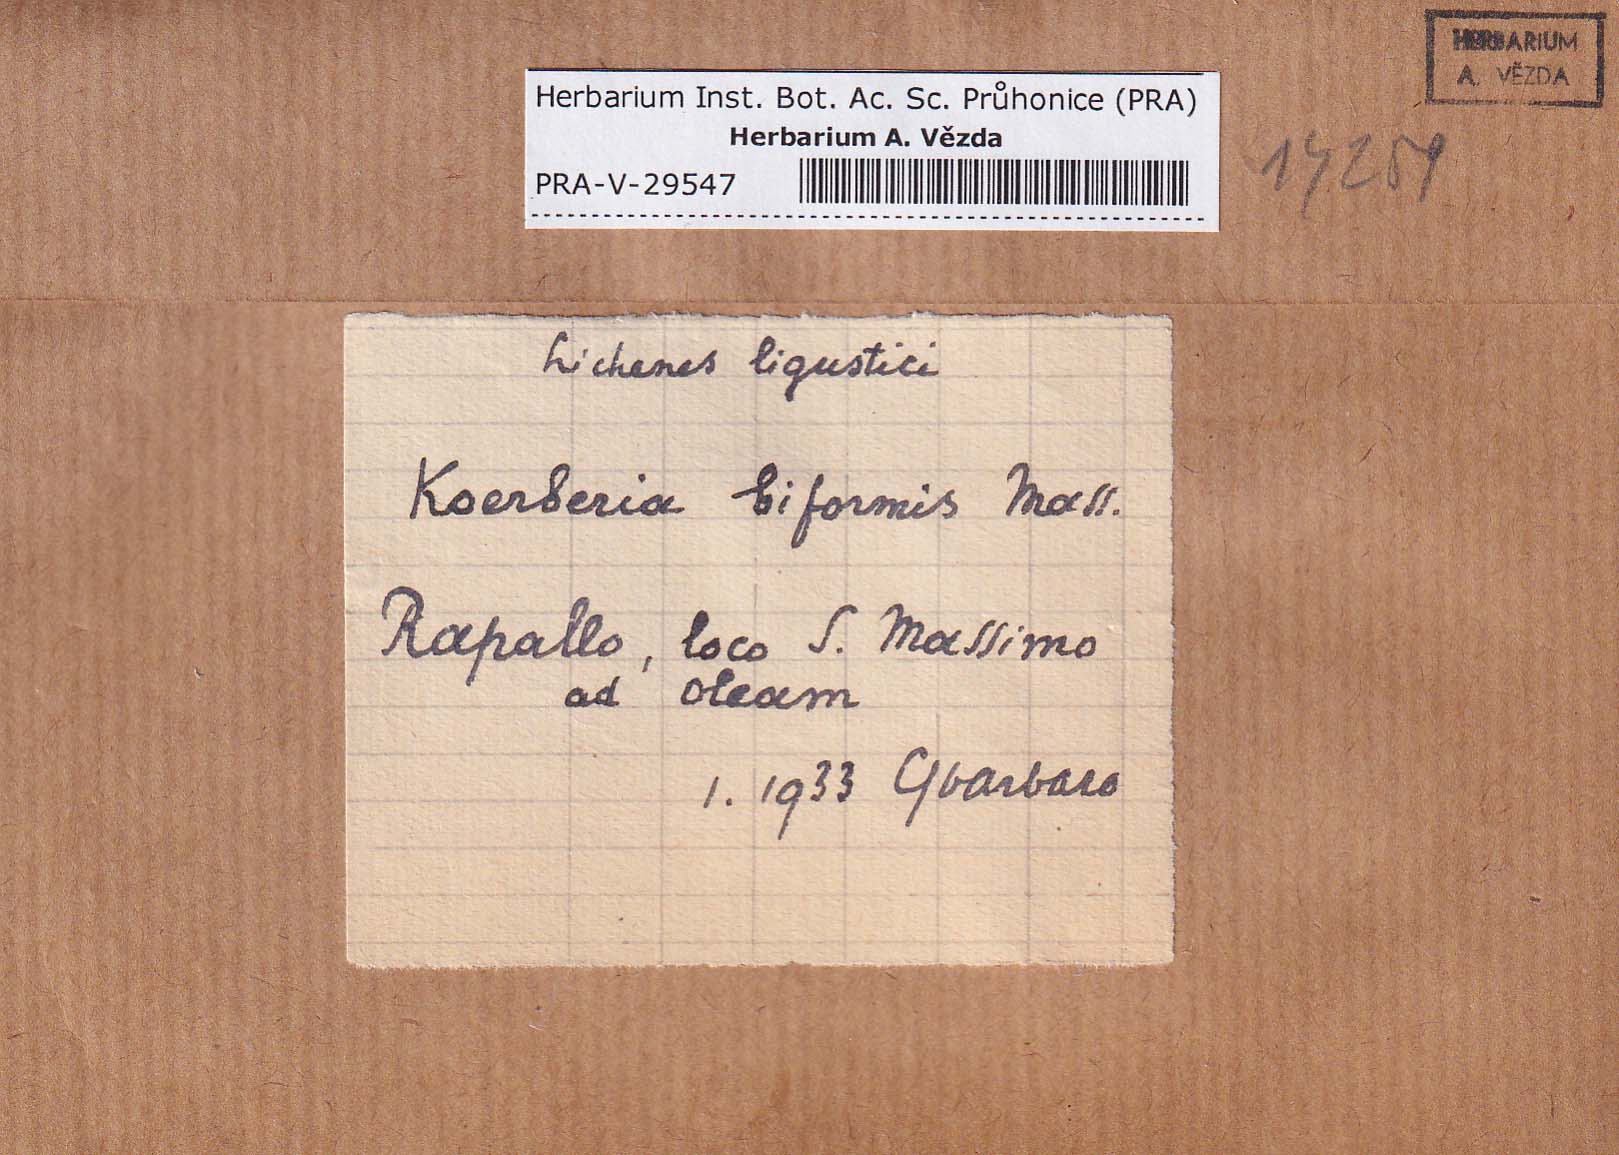 HERBARIUM
A. VĚZDA
Herbarium Inst. Bot. Ac. Sc. Průhonice (PRA)
Herbarium A. Vězda
PRA-V-29547
14251
Lichenes ligustici
Koerberia biformis Mass.
Rapallo, loco S. Massimo
ad oleam
1. 1933 Gbarbaro